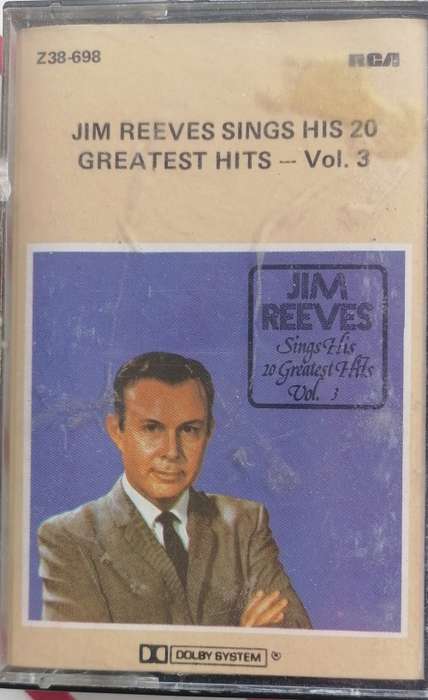 Z38-698 RCA
JIM REEVES SINGS HIS 20
GREATEST HITS — Vol. 3
JIM
REEVES
Sings His
20 Greatest Hits
Vol. 3
DOLBY SYSTEM